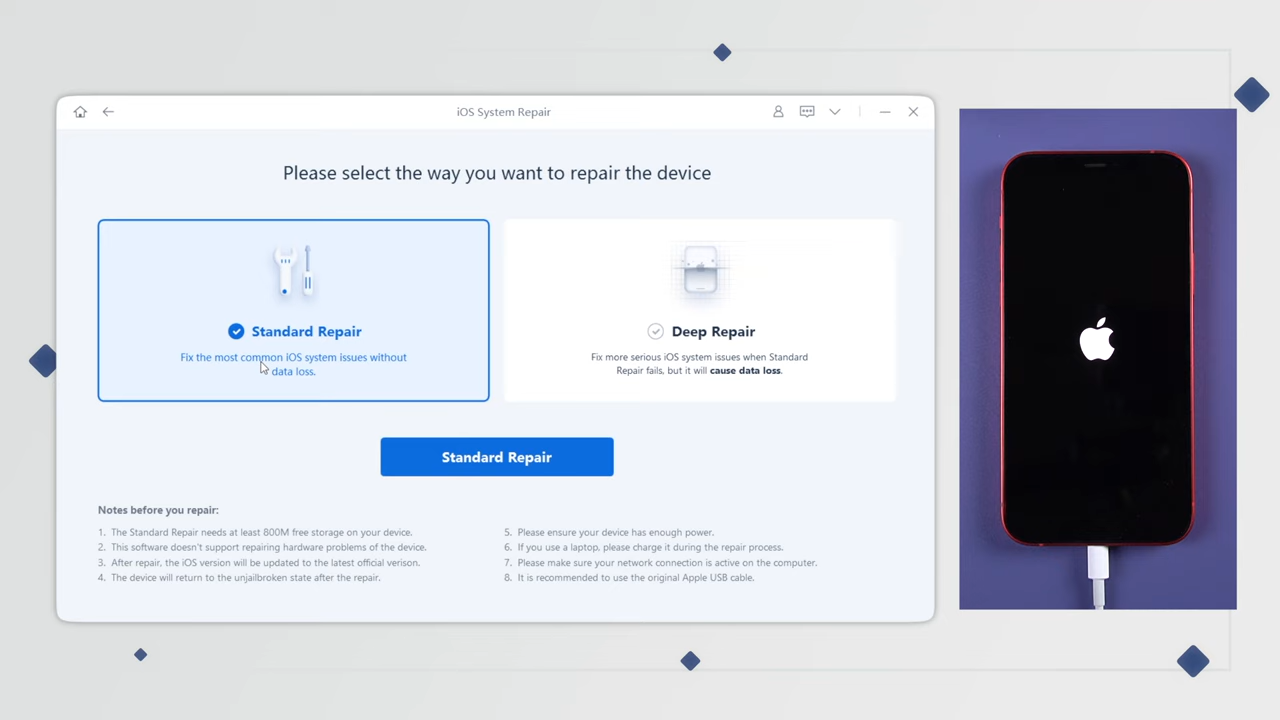 iOS System Repair
Please select the way you want to repair the device
Standard Repair
Fix the most common iOS system issues without
data loss.
Deep Repair
Fix more serious iOS system issues when Standard
Repair fails, but it will cause data loss.
Standard Repair
Notes before you repair:
1. The Standard Repair needs at least 800M free storage on your device.
2. This software doesn't support repairing hardware problems of the device.
3. After repair, the iOS version will be updated to the latest official verison.
4. The device will return to the unjailbroken state after the repair.
5. Please ensure your device has enough power.
6. If you use a laptop, please charge it during the repair process.
7. Please make sure your network connection is active on the computer.
8. It is recommended to use the original Apple USB cable.